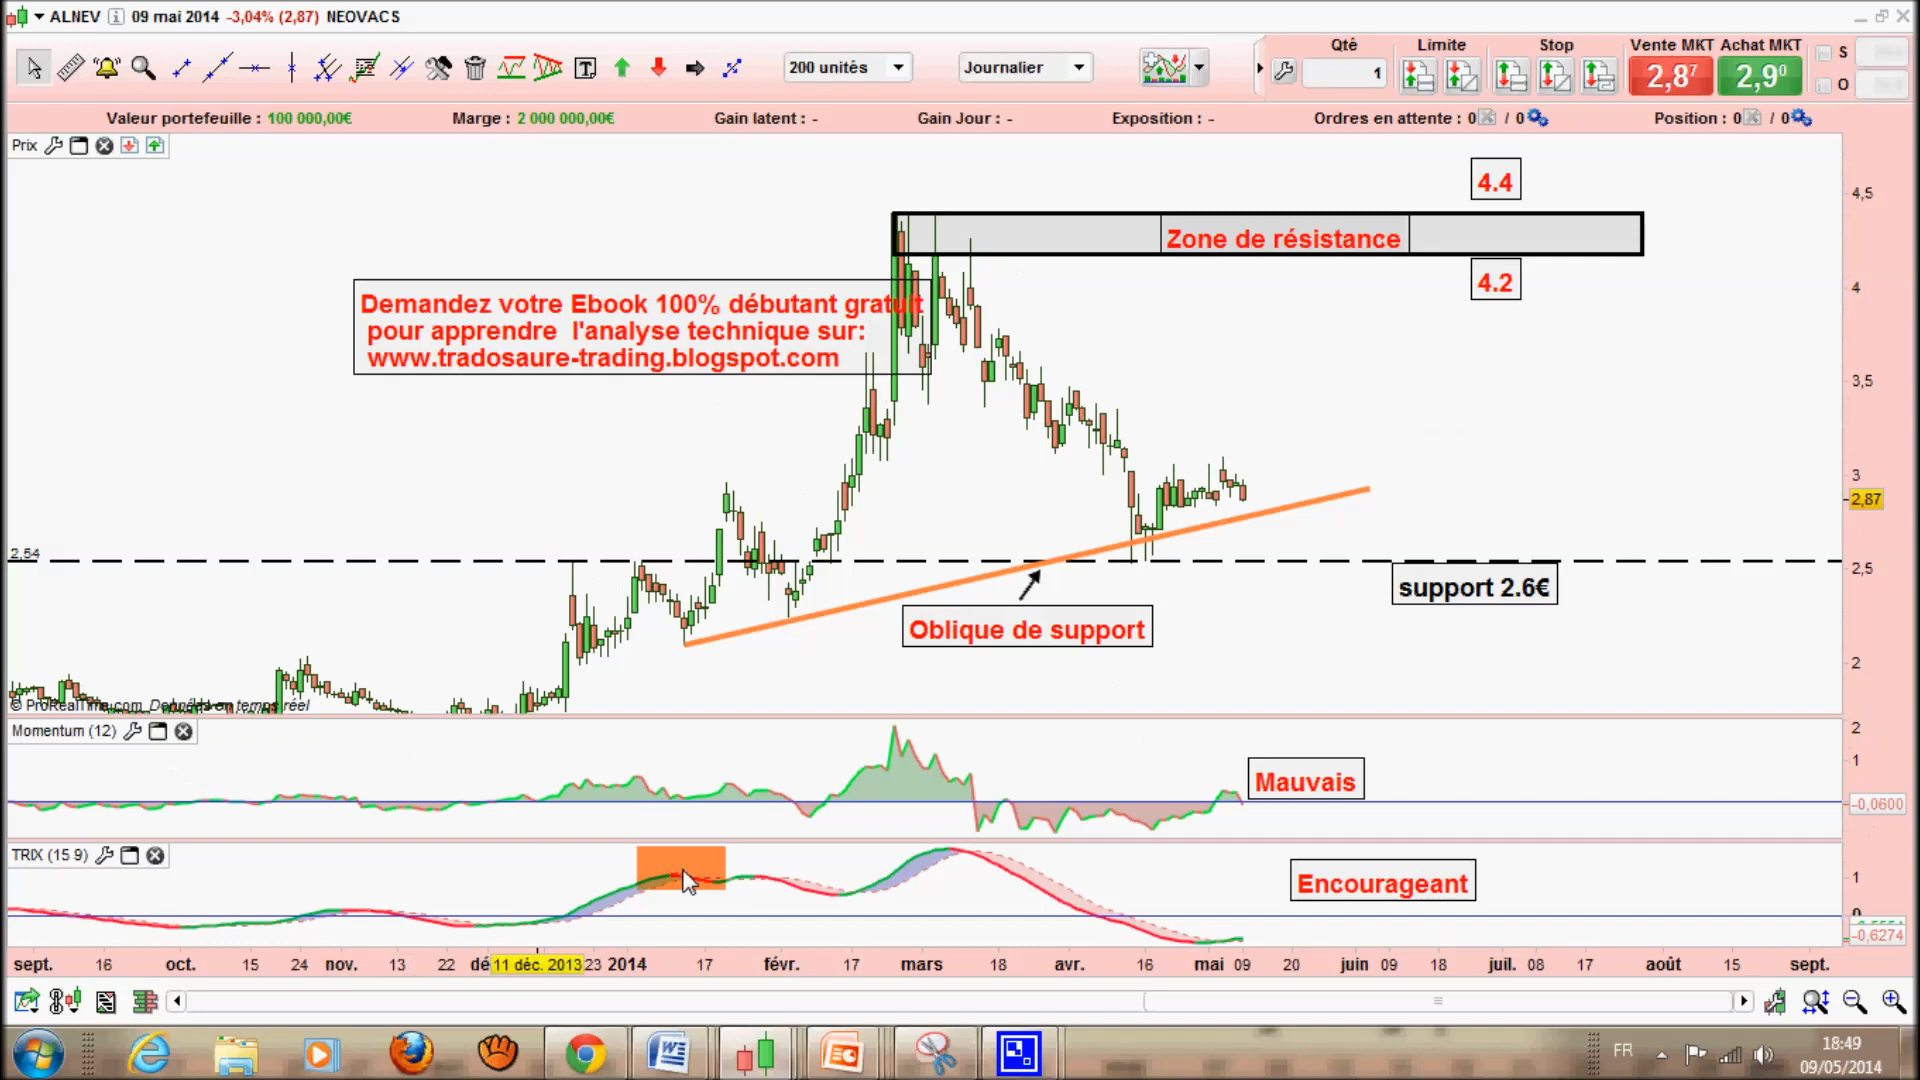 ALNEV 09 mai 2014 -3,04% (2,87) NEOVACS
200 unités
Journalier
Qté
1
Limite
Stop
Vente MKT
2,87
Achat MKT
2,90
S
O
Valeur portefeuille : 100 000,00€
Marge : 2 000 000,00€
Gain latent : -
Gain Jour : -
Exposition : -
Ordres en attente : 0 / 0
Position : 0 / 0
Prix
4.4
Zone de résistance
4.2
Demandez votre Ebook 100% débutant gratuit
pour apprendre l'analyse technique sur:
www.tradosaure-trading.blogspot.com
4,5
4
3,5
3
2,87
2,5
2
2,54
support 2.6€
Oblique de support
© ProRealTime.com Données en temps réel
Momentum (12)
Mauvais
2
1
-0,0600
TRIX (15 9)
Encourageant
1
0
-0,6274
sept. 16 oct. 15 24 nov. 13 22 dé 11 déc. 2013 23 2014 17 févr. 17 mars 18 avr. 16 mai 09 20 juin 09 18 juil. 08 17 août 15 sept.
FR
18:49
09/05/2014